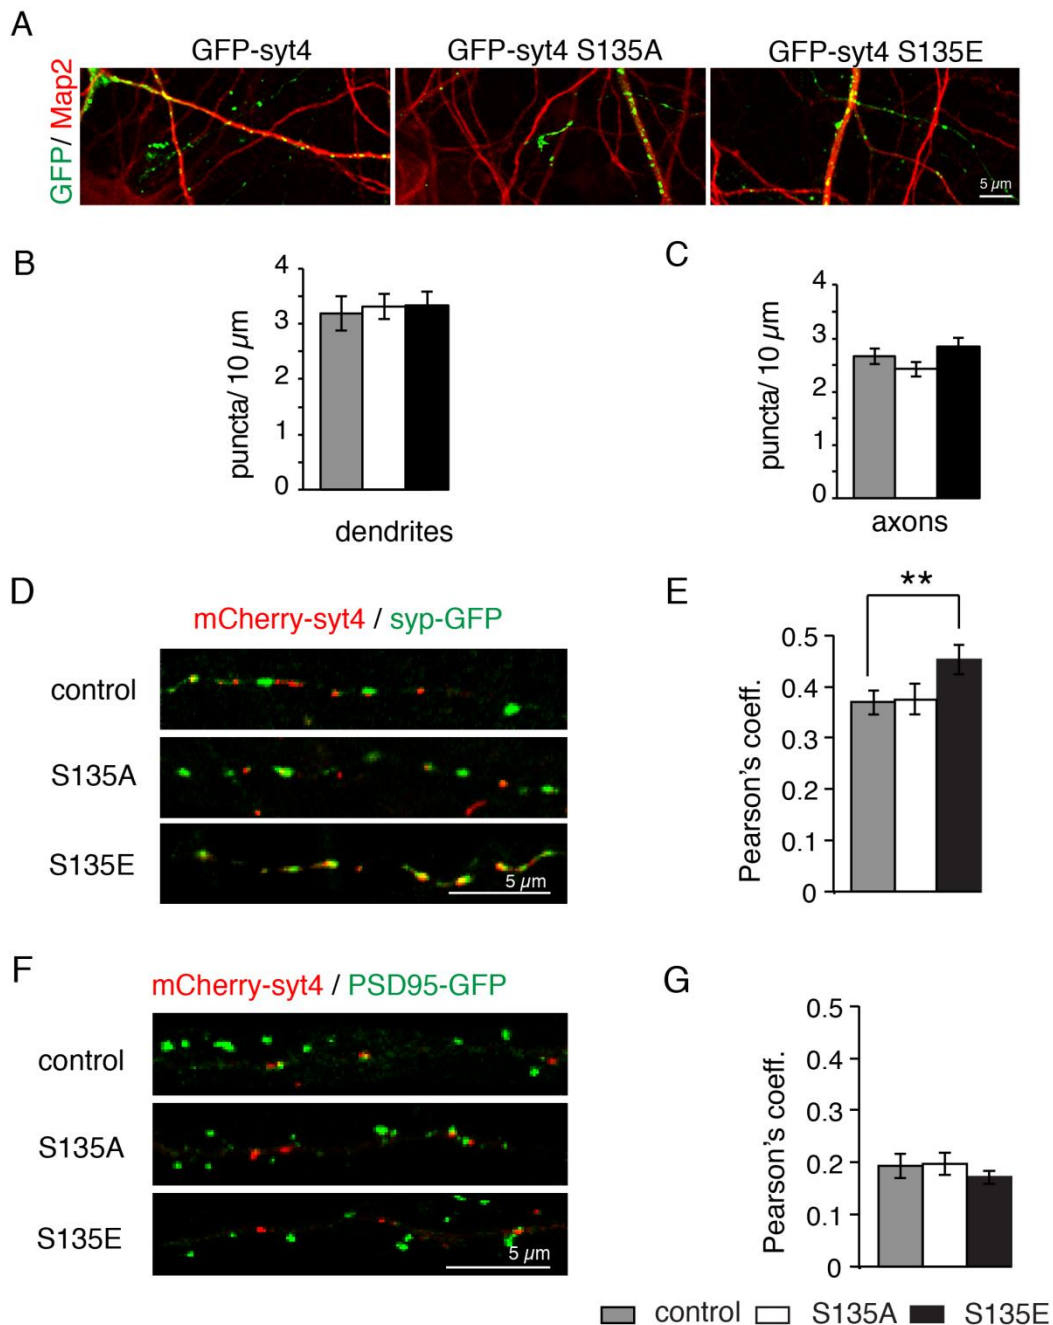 A
GFP-syt4
GFP-syt4 S135A
GFP-syt4 S135E
GFP/ Map2
5 µm
B
4
3
2
1
0
puncta/ 10 µm
dendrites
C
4
3
2
1
0
puncta/ 10 µm
axons
D
mCherry-syt4 / syp-GFP
control
S135A
S135E
5 µm
E
**
0.5
0.4
0.3
0.2
0.1
0
Pearson's coeff.
F
mCherry-syt4 / PSD95-GFP
control
S135A
S135E
5 µm
G
0.5
0.4
0.3
0.2
0.1
0
Pearson's coeff.
control S135A S135E